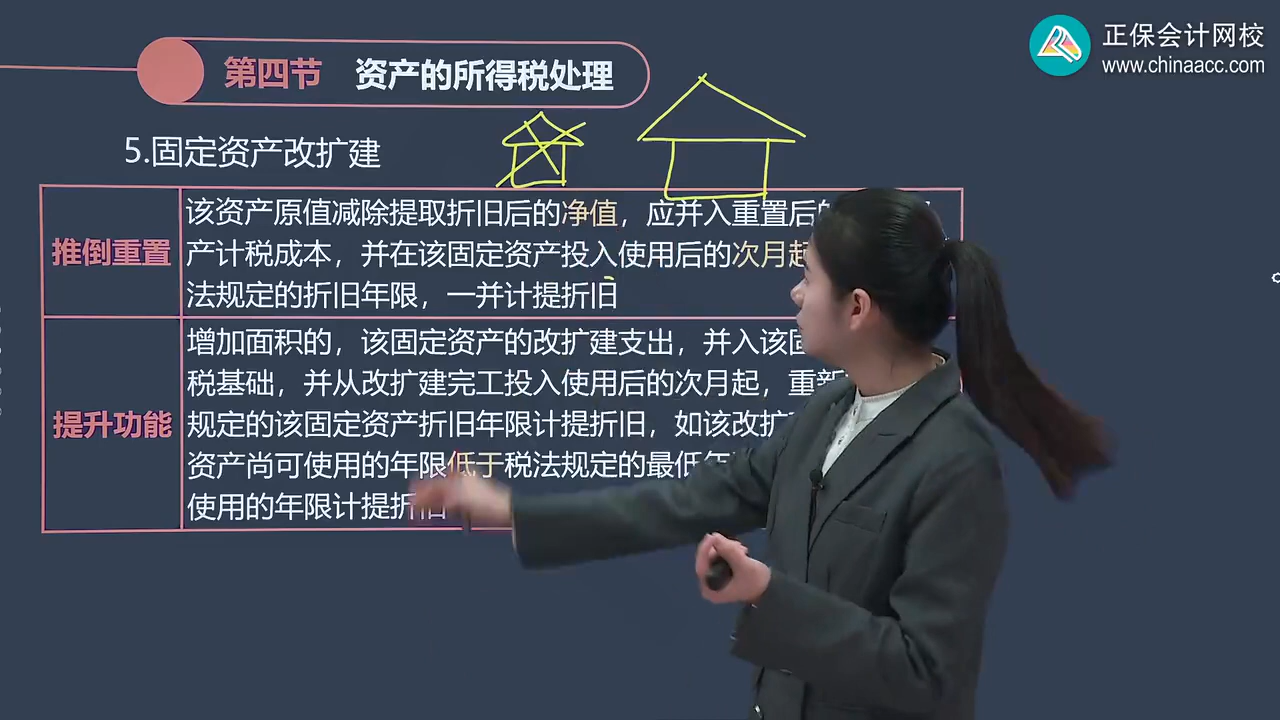 正保会计网校
www.chinaacc.com
第四节 资产的所得税处理
5.固定资产改扩建
推倒重置
该资产原值减除提取折旧后的净值，应并入重置后的
产计税成本，并在该固定资产投入使用后的次月起
法规定的折旧年限，一并计提折旧
提升功能
增加面积的，该固定资产的改扩建支出，并入该固
税基础，并从改扩建完工投入使用后的次月起，重新
规定的该固定资产折旧年限计提折旧，如该改扩
资产尚可使用的年限低于税法规定的最低年
使用的年限计提折旧